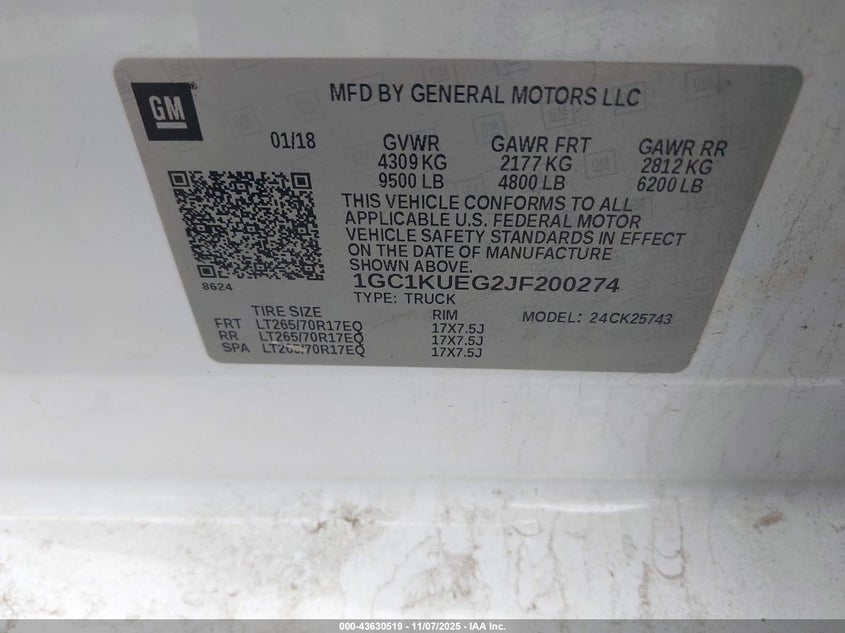 GM
MFD BY GENERAL MOTORS LLC
01/18 GVWR GAWR FRT GAWR RR
4309 KG 2177 KG 2812 KG
9500 LB 4800 LB 6200 LB
THIS VEHICLE CONFORMS TO ALL
APPLICABLE U.S. FEDERAL MOTOR
VEHICLE SAFETY STANDARDS IN EFFECT
ON THE DATE OF MANUFACTURE
SHOWN ABOVE.
8624
1GC1KUEG2JF200274
TYPE: TRUCK
TIRE SIZE RIM MODEL: 24CK25743
FRT LT265/70R17EQ 17X7.5J
RR LT265/70R17EQ 17X7.5J
SPA LT265/70R17EQ 17X7.5J
000-43630519 - 11/07/2025 - IAA Inc.